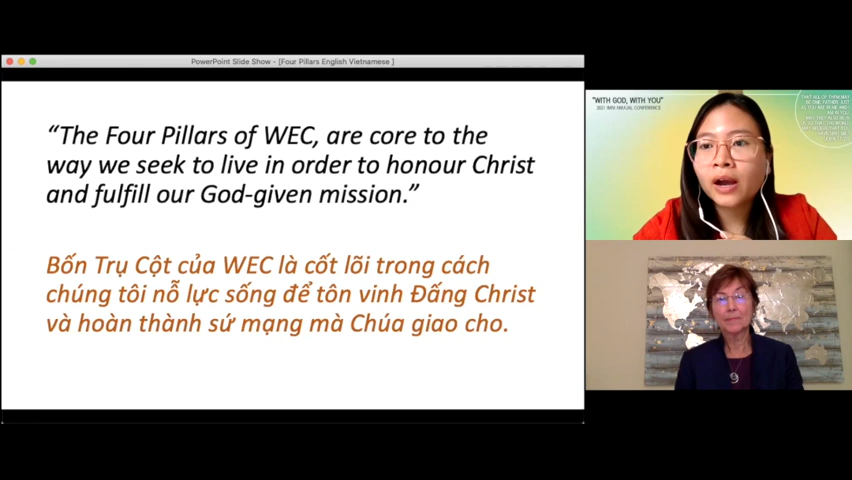 PowerPoint Slide Show - [Four Pillars English Vietnamese ]
“The Four Pillars of WEC, are core to the
way we seek to live in order to honour Christ
and fulfill our God-given mission.”
Bốn Trụ Cột của WEC là cốt lõi trong cách
chúng tôi nỗ lực sống để tôn vinh Đấng Christ
và hoàn thành sứ mạng mà Chúa giao cho.
"WITH GOD, WITH YOU"
ANNUAL CONFERENCE